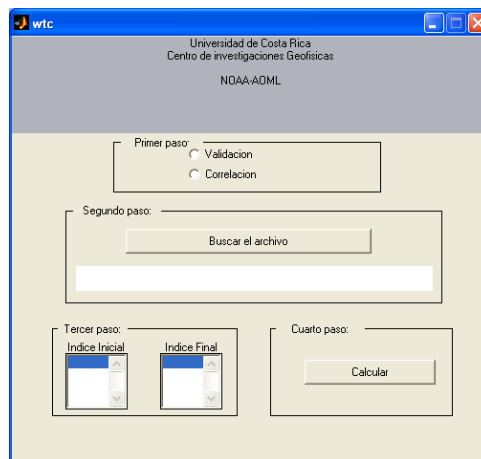 wtc
Universidad de Costa Rica
Centro de investigaciones Geofisicas
NOAA-AOML
Primer paso:
Validacion
Correlacion
Segundo paso:
Buscar el archivo
Tercer paso:
Indice Inicial
Indice Final
Cuarto paso:
Calcular